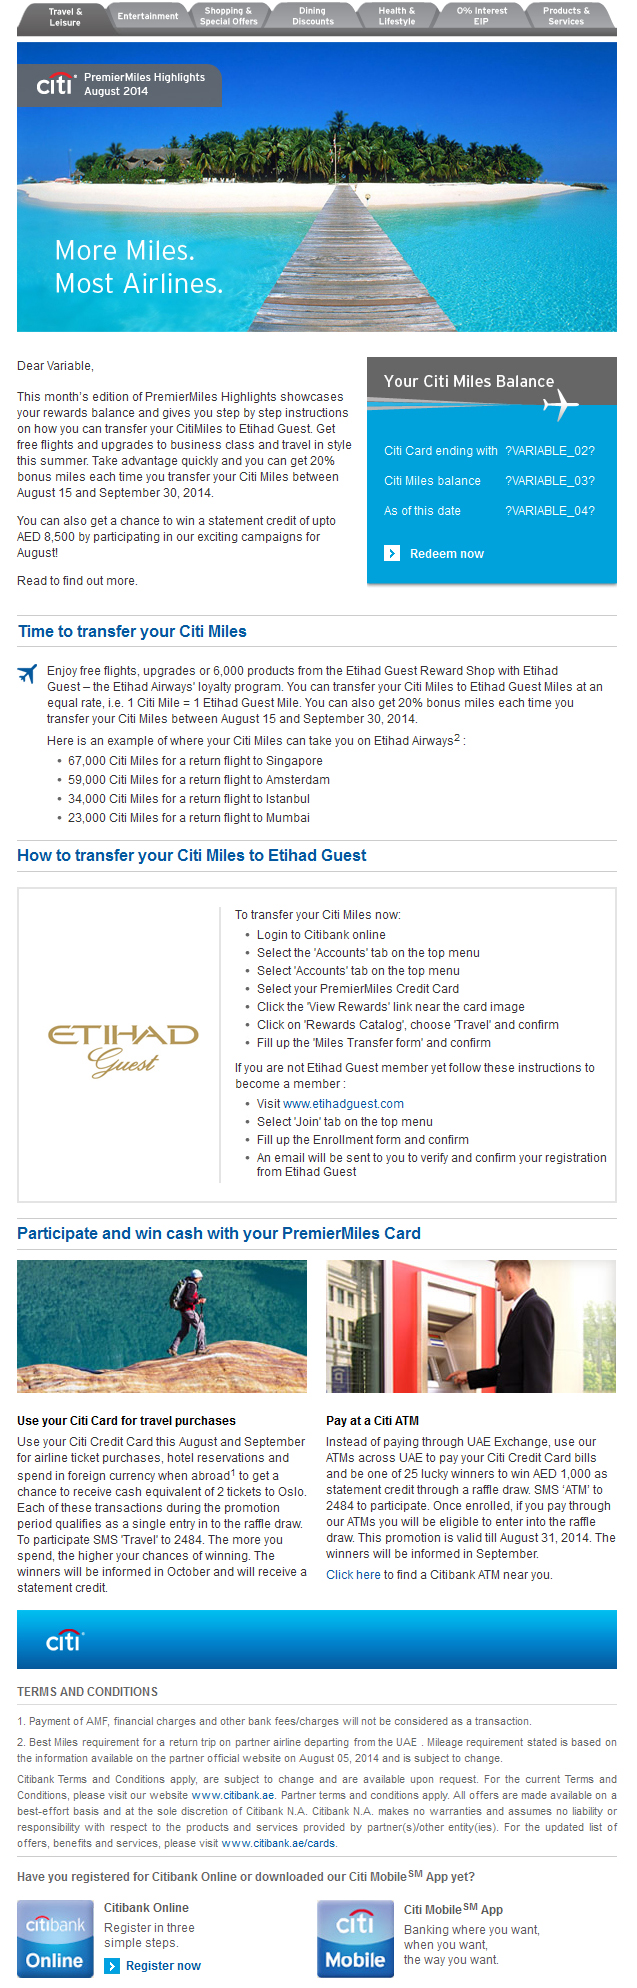 Travel &
Leisure
Entertainment
Shopping &
Special Offers
Dining
Discounts
Health &
Lifestyle
0% Interest
EIP
Products &
Services
citi
PremierMiles Highlights
August 2014
More Miles.
Most Airlines.
Dear Variable,
This month's edition of PremierMiles Highlights showcases
your rewards balance and gives you step by step instructions
on how you can transfer your CitiMiles to Etihad Guest. Get
free flights and upgrades to business class and travel in style
this summer. Take advantage quickly and you can get 20%
bonus miles each time you transfer your Citi Miles between
August 15 and September 30, 2014.
You can also get a chance to win a statement credit of upto
AED 8,500 by participating in our exciting campaigns for
August!
Read to find out more.
Your Citi Miles Balance
Citi Card ending with ?VARIABLE_02?
Citi Miles balance ?VARIABLE_03?
As of this date ?VARIABLE_04?
Redeem now
Time to transfer your Citi Miles
Enjoy free flights, upgrades or 6,000 products from the Etihad Guest Reward Shop with Etihad
Guest – the Etihad Airways' loyalty program. You can transfer your Citi Miles to Etihad Guest Miles at an
equal rate, i.e. 1 Citi Mile = 1 Etihad Guest Mile. You can also get 20% bonus miles each time you
transfer your Citi Miles between August 15 and September 30, 2014.
Here is an example of where your Citi Miles can take you on Etihad Airways2 :
• 67,000 Citi Miles for a return flight to Singapore
• 59,000 Citi Miles for a return flight to Amsterdam
• 34,000 Citi Miles for a return flight to Istanbul
• 23,000 Citi Miles for a return flight to Mumbai
How to transfer your Citi Miles to Etihad Guest
ETIHAD
Guest
To transfer your Citi Miles now:
• Login to Citibank online
• Select the 'Accounts' tab on the top menu
• Select 'Accounts' tab on the top menu
• Select your PremierMiles Credit Card
• Click the 'View Rewards' link near the card image
• Click on 'Rewards Catalog', choose 'Travel' and confirm
• Fill up the 'Miles Transfer form' and confirm
If you are not Etihad Guest member yet follow these instructions to
become a member :
• Visit www.etihadguest.com
• Select 'Join' tab on the top menu
• Fill up the Enrollment form and confirm
• An email will be sent to you to verify and confirm your registration
from Etihad Guest
Participate and win cash with your PremierMiles Card
Use your Citi Card for travel purchases
Use your Citi Credit Card this August and September
for airline ticket purchases, hotel reservations and
spend in foreign currency when abroad1 to get a
chance to receive cash equivalent of 2 tickets to Oslo.
Each of these transactions during the promotion
period qualifies as a single entry in to the raffle draw.
To participate SMS 'Travel' to 2484. The more you
spend, the higher your chances of winning. The
winners will be informed in October and will receive a
statement credit.
Pay at a Citi ATM
Instead of paying through UAE Exchange, use our
ATMs across UAE to pay your Citi Credit Card bills
and be one of 25 lucky winners to win AED 1,000 as
statement credit through a raffle draw. SMS 'ATM' to
2484 to participate. Once enrolled, if you pay through
our ATMs you will be eligible to enter into the raffle
draw. This promotion is valid till August 31, 2014. The
winners will be informed in September.
Click here to find a Citibank ATM near you.
citi
TERMS AND CONDITIONS
1. Payment of AMF, financial charges and other bank fees/charges will not be considered as a transaction.
2. Best Miles requirement for a return trip on partner airline departing from the UAE . Mileage requirement stated is based on
the information available on the partner official website on August 05, 2014 and is subject to change.
Citibank Terms and Conditions apply, are subject to change and are available upon request. For the current Terms and
Conditions, please visit our website www.citibank.ae. Partner terms and conditions apply. All offers are made available on a
best-effort basis and at the sole discretion of Citibank N.A. Citibank N.A. makes no warranties and assumes no liability or
responsibility with respect to the products and services provided by partner(s)/other entity(ies). For the updated list of
offers, benefits and services, please visit www.citibank.ae/cards.
Have you registered for Citibank Online or downloaded our Citi MobileSM App yet?
citibank
Online
Citibank Online
Register in three
simple steps.
Register now
citi
Mobile
Citi MobileSM App
Banking where you want,
when you want,
the way you want.